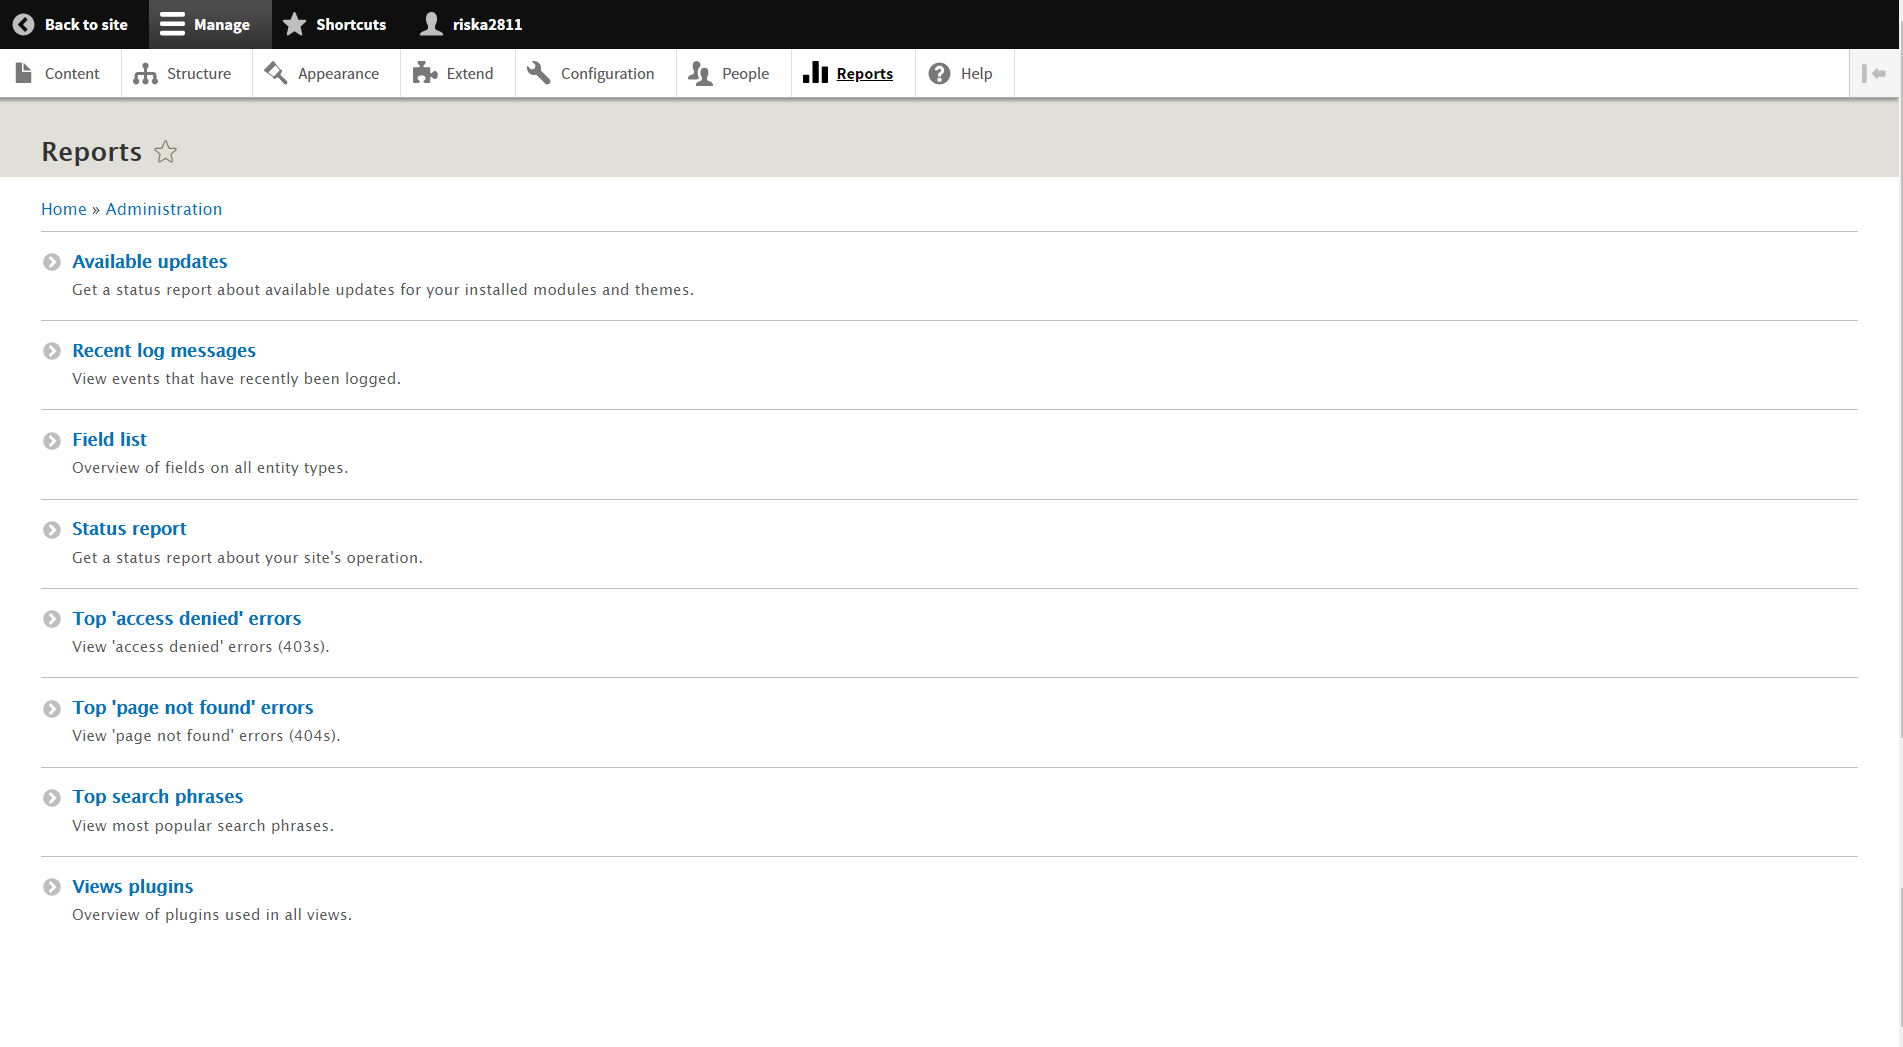 Back to site Manage Shortcuts riska2811
Content Structure Appearance Extend Configuration People Reports Help
Reports
Home » Administration
Available updates
Get a status report about available updates for your installed modules and themes.
Recent log messages
View events that have recently been logged.
Field list
Overview of fields on all entity types.
Status report
Get a status report about your site's operation.
Top 'access denied' errors
View 'access denied' errors (403s).
Top 'page not found' errors
View 'page not found' errors (404s).
Top search phrases
View most popular search phrases.
Views plugins
Overview of plugins used in all views.